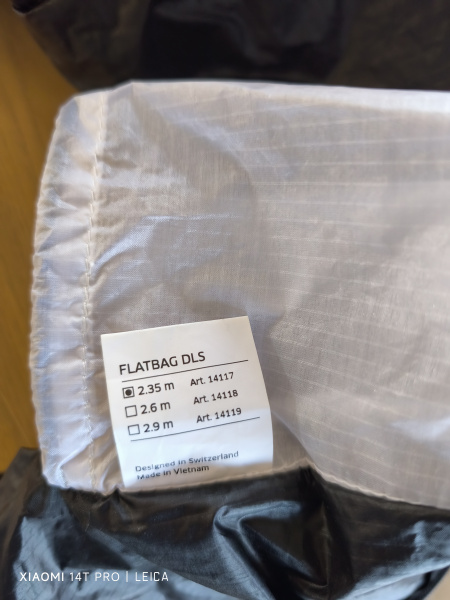 FLATBAG DLS
2.35 m Art. 14117
2.6 m Art. 14118
2.9 m Art. 14119
Designed in Switzerland
Made in Vietnam
XIAOMI 14T PRO | LEICA